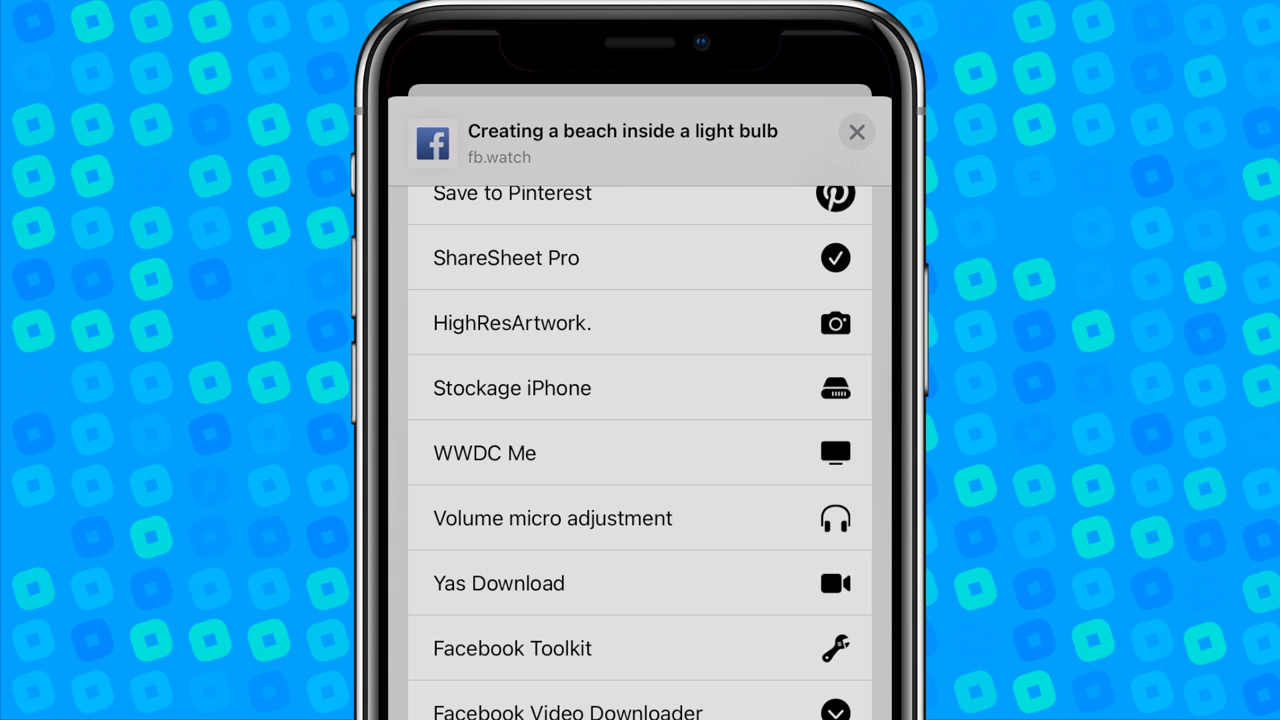 Creating a beach inside a light bulb
fb.watch
Save to Pinterest
ShareSheet Pro
HighResArtwork.
Stockage iPhone
WWDC Me
Volume micro adjustment
Yas Download
Facebook Toolkit
Facebook Video Downloader